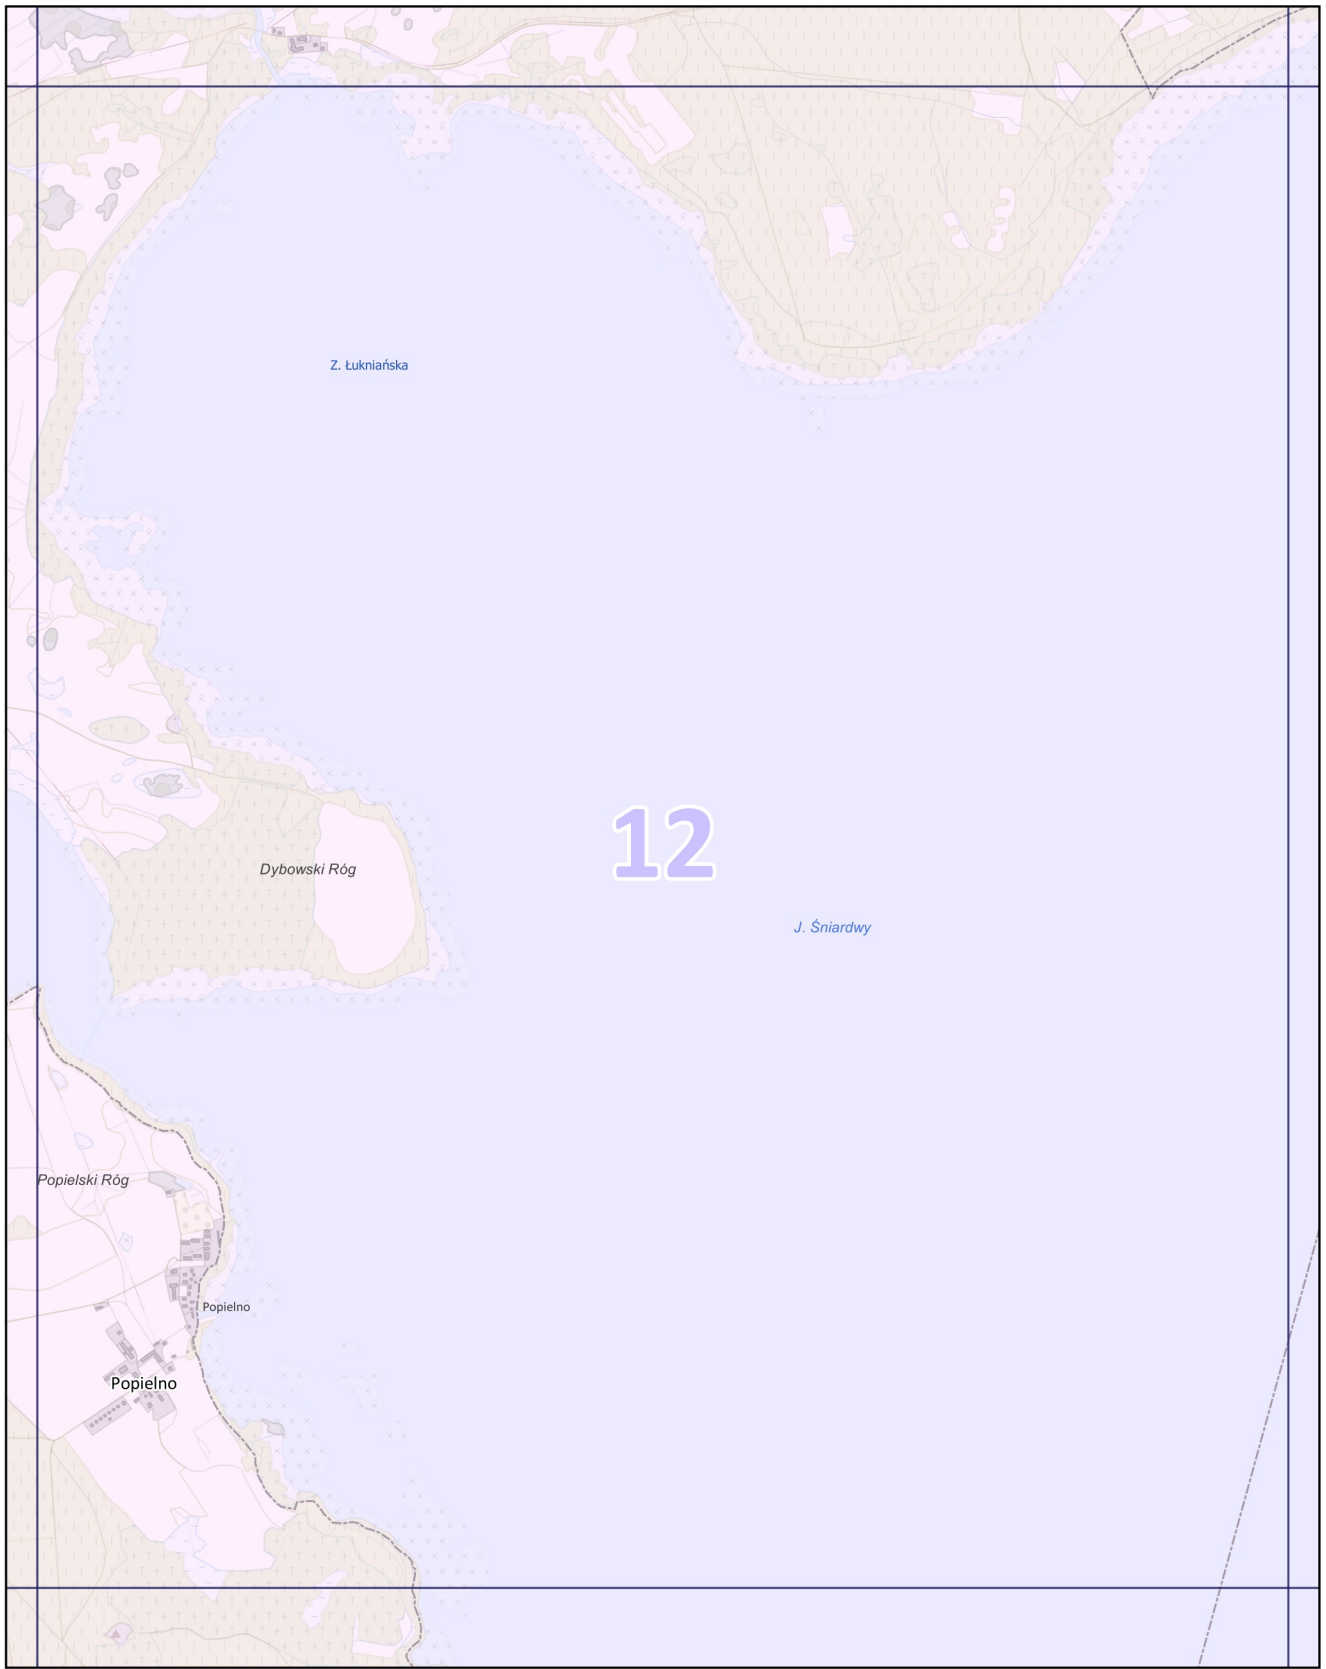 Z. Łukniańska
12
Dybowski Róg
J. Śniardwy
Popielski Róg
Popielno
Popielno